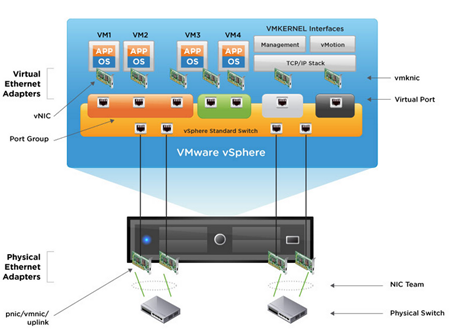 VM1
VM2
VM3
VM4
VMKERNEL Interfaces
APP
OS
APP
OS
APP
OS
APP
OS
Management
vMotion
TCP/IP Stack
Virtual
Ethernet
Adapters
vNIC
Port Group
vmknic
Virtual Port
vSphere Standard Switch
VMware vSphere
Physical
Ethernet
Adapters
pnic/vmnic/
uplink
NIC Team
Physical Switch